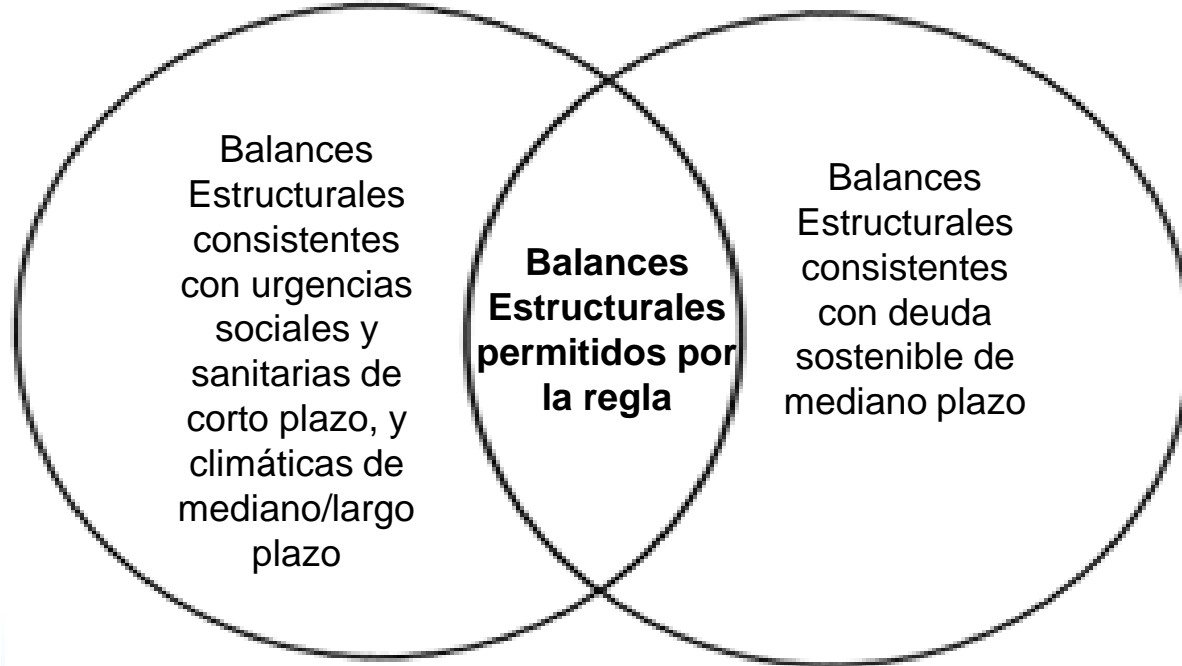 Balances
Estructurales
consistentes
con urgencias
sociales y
sanitarias de
corto plazo, y
climáticas de
mediano/largo
plazo
Balances
Estructurales
permitidos por
la regla
Balances
Estructurales
consistentes
con deuda
sostenible de
mediano plazo